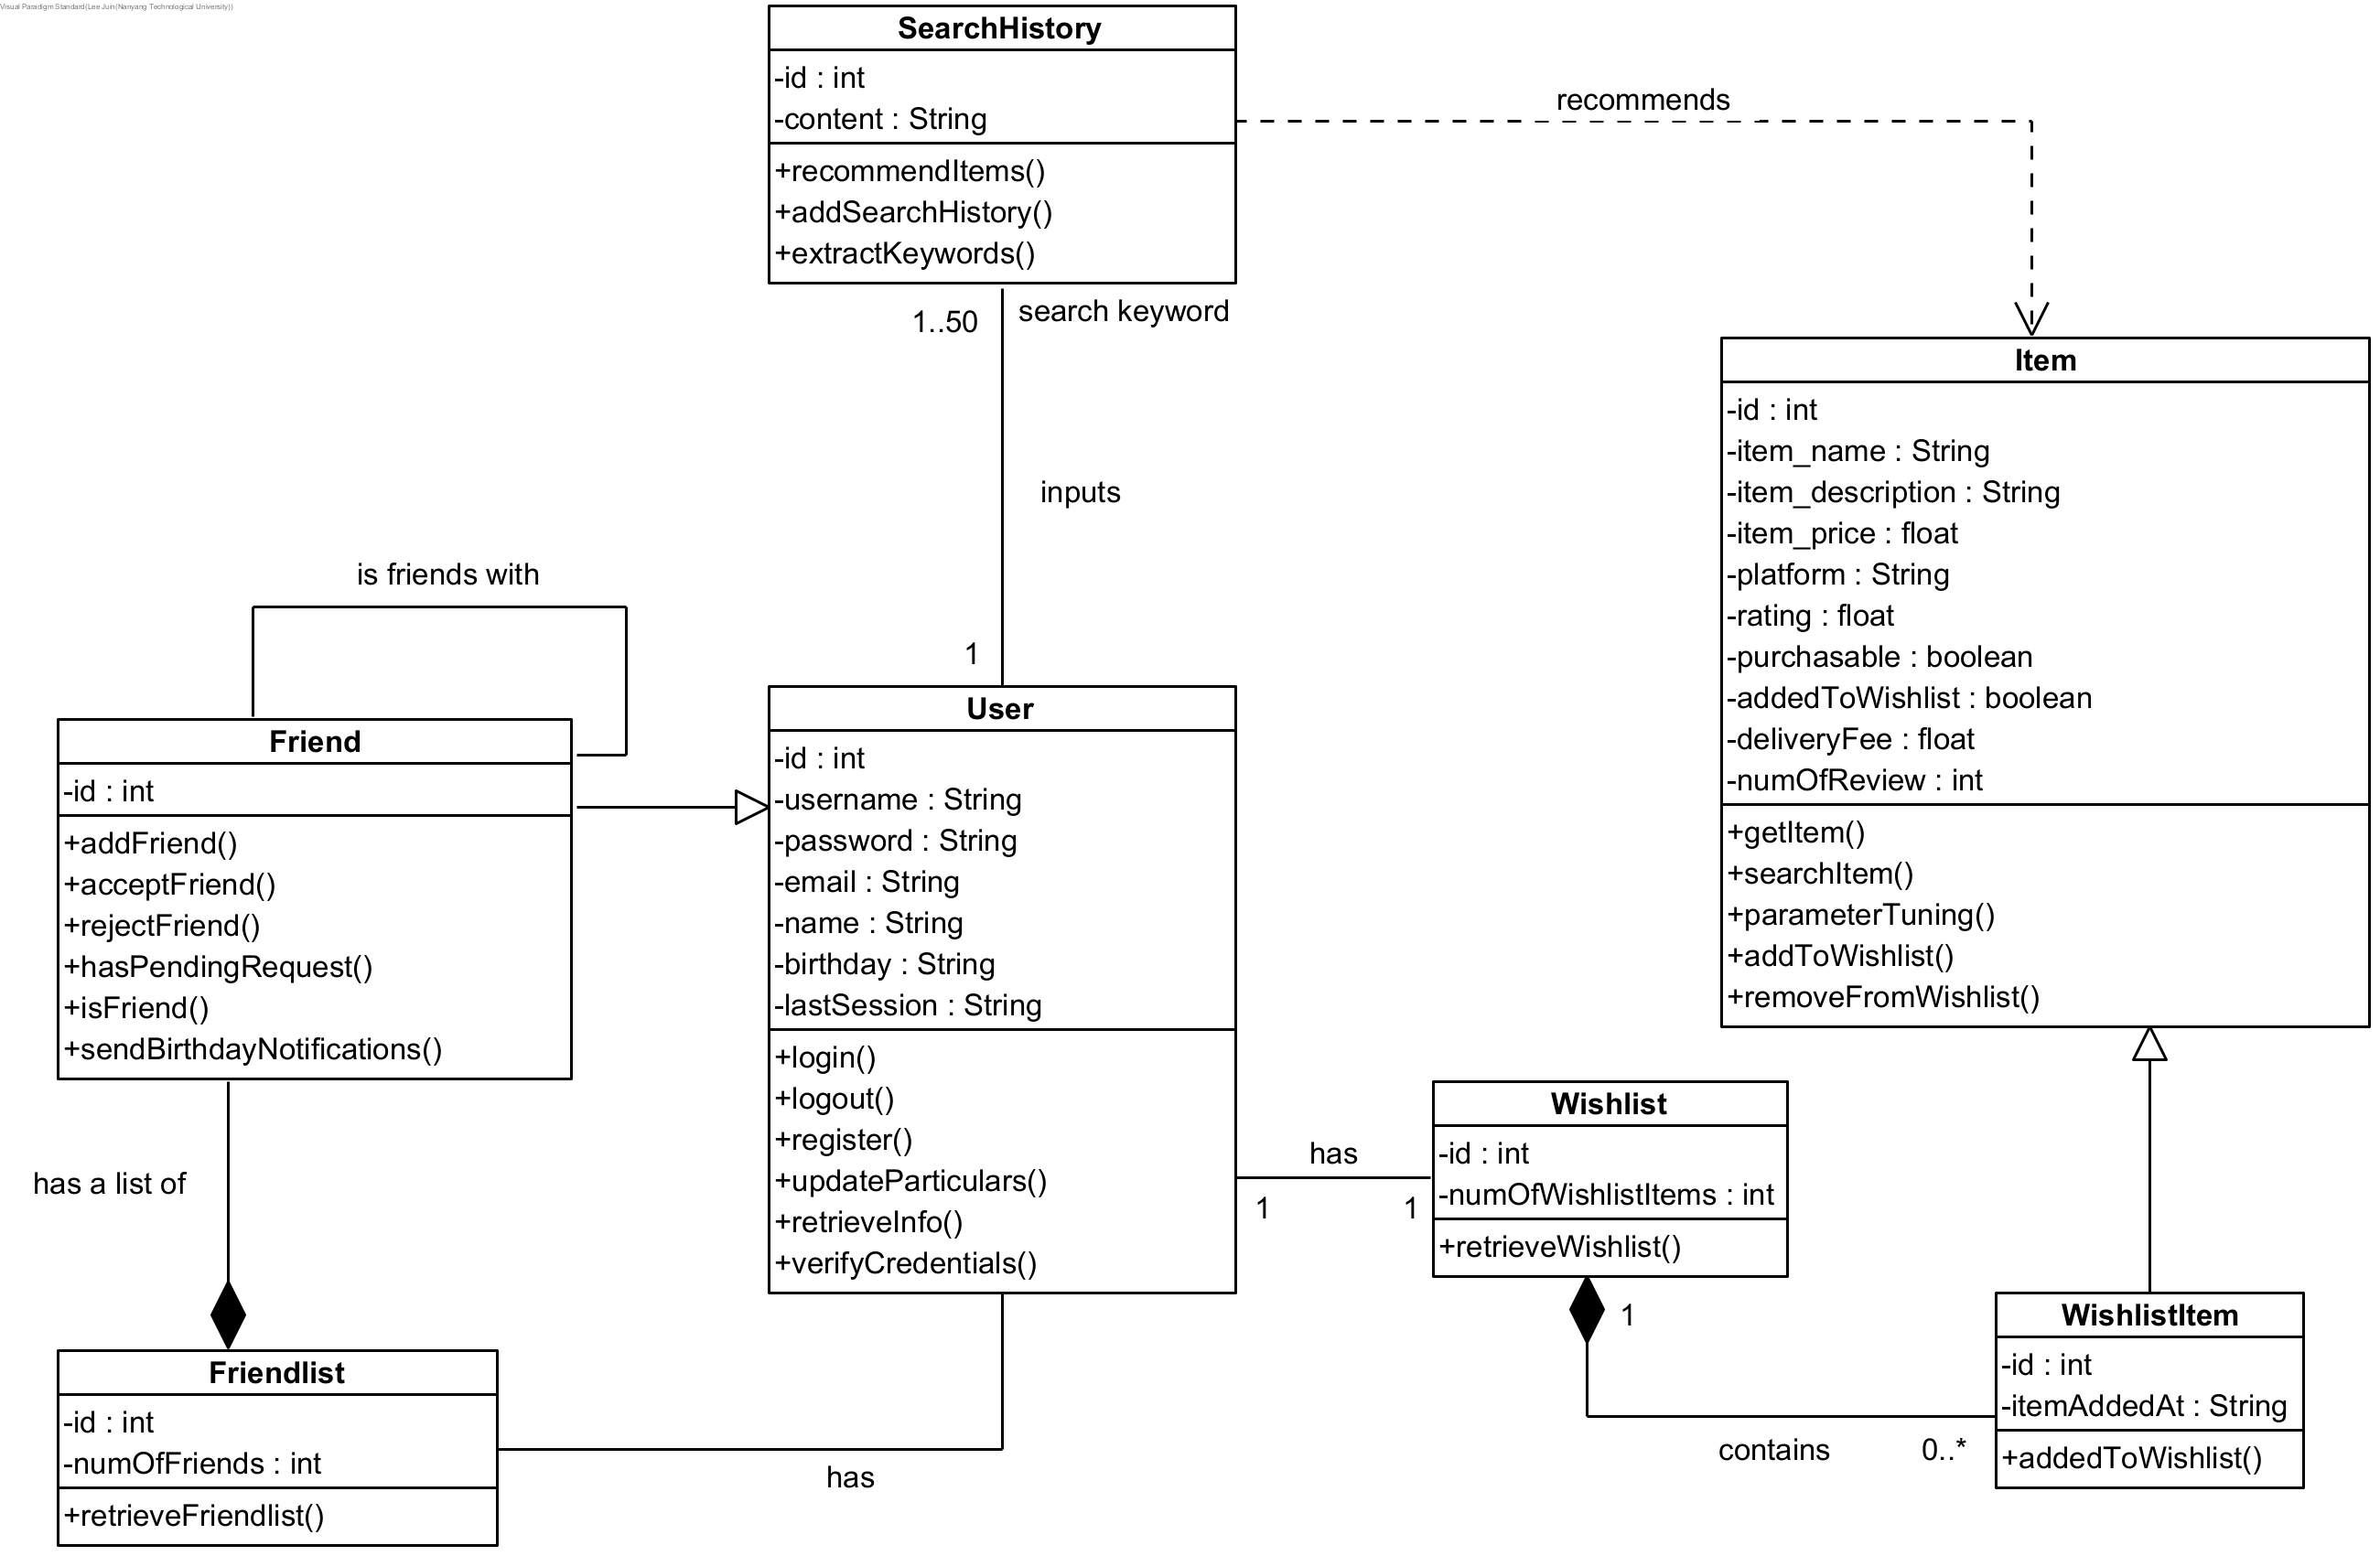 Visual Paradigm Standard(Lee Juin(Nanyang Technological University))
SearchHistory
-id : int
-content : String
+recommendItems()
+addSearchHistory()
+extractKeywords()
recommends
1..50
search keyword
inputs
1
Item
-id : int
-item_name : String
-item_description : String
-item_price : float
-platform : String
-rating : float
-purchasable : boolean
-addedToWishlist : boolean
-deliveryFee : float
-numOfReview : int
+getItem()
+searchItem()
+parameterTuning()
+addToWishlist()
+removeFromWishlist()
is friends with
Friend
-id : int
+addFriend()
+acceptFriend()
+rejectFriend()
+hasPendingRequest()
+isFriend()
+sendBirthdayNotifications()
User
-id : int
-username : String
-password : String
-email : String
-name : String
-birthday : String
-lastSession : String
+login()
+logout()
+register()
+updateParticulars()
+retrieveInfo()
+verifyCredentials()
has
1
1
Wishlist
-id : int
-numOfWishlistItems : int
+retrieveWishlist()
has a list of
1
contains
0..*
WishlistItem
-id : int
-itemAddedAt : String
+addedToWishlist()
Friendlist
-id : int
-numOfFriends : int
+retrieveFriendlist()
has